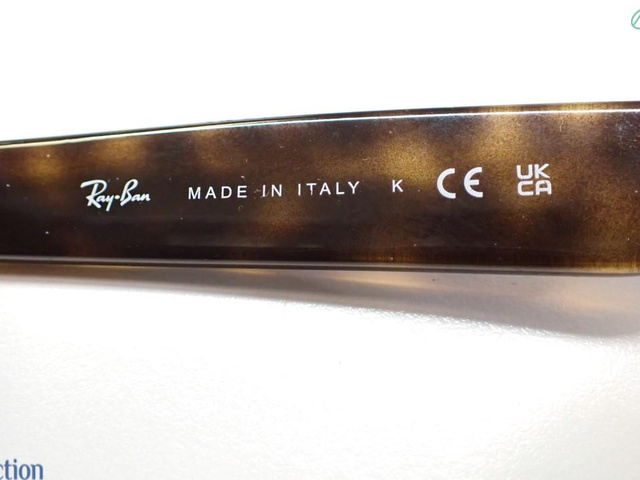 Ray-Ban MADE IN ITALY K CE UK
CA
ction